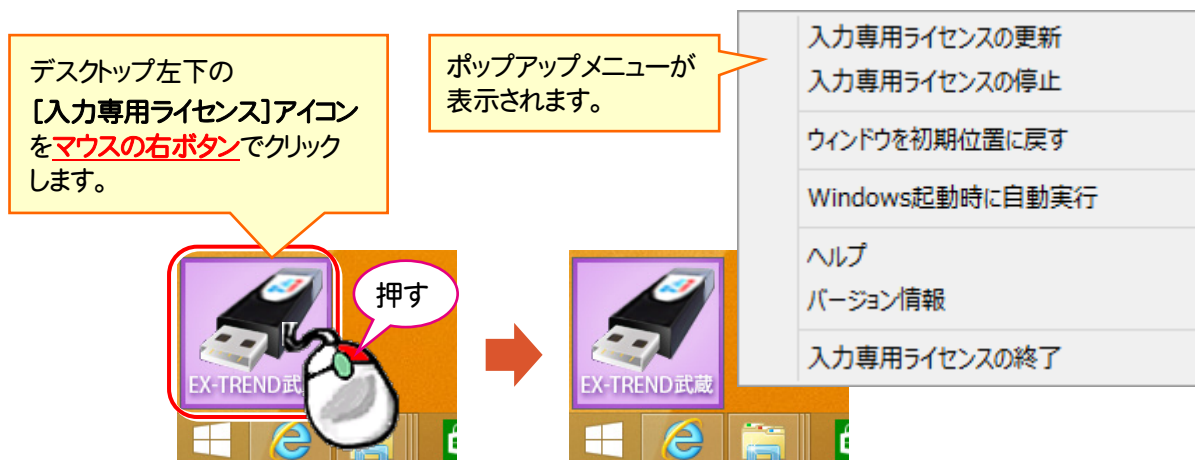 デスクトップ左下の
［入力専用ライセンス］アイコン
をマウスの右ボタンでクリック
します。
ポップアップメニューが
表示されます。
入力専用ライセンスの更新
入力専用ライセンスの停止
ウィンドウを初期位置に戻す
Windows起動時に自動実行
ヘルプ
バージョン情報
入力専用ライセンスの終了
押す
EX-TREND武
EX-TREND武蔵